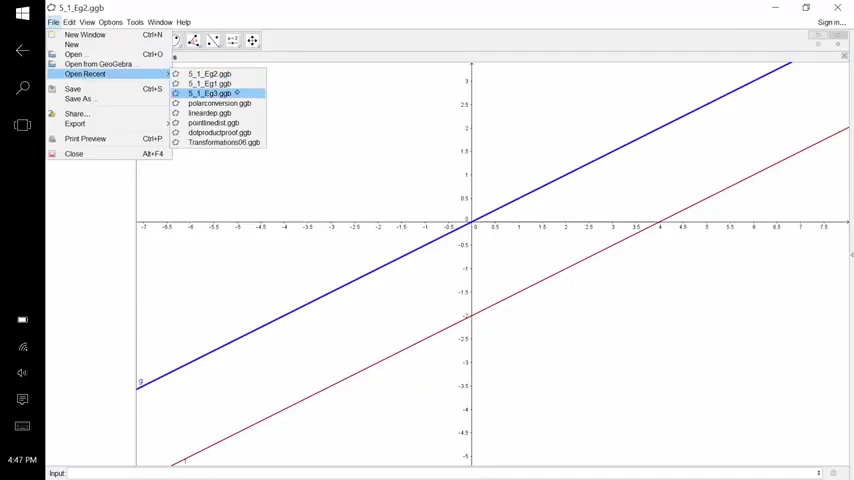 5_1_Eg2.ggb
File Edit View Options Tools Window Help
Sign in...
New Window Ctrl+N
New
Open ... Ctrl+O
Open from GeoGebra ...
Open Recent
Save Ctrl+S
Save As ...
Share...
Export
Print Preview Ctrl+P
Close Alt+F4
5_1_Eg2.ggb
5_1_Eg1.ggb
5_1_Eg3.ggb
polarconversion.ggb
lineardep.ggb
pointlinedist.ggb
dotproductproof.ggb
Transformations06.ggb
3
2.5
2
1.5
1
0.5
0
-7 -6.5 -6 -5.5 -5 -4.5 -4 -3.5 -3 -2.5 -2 -1.5 -1 -0.5 0 0.5 1 1.5 2 2.5 3 3.5 4 4.5 5 5.5 6 6.5 7 7.5
-0.5
-1
-1.5
-2
-2.5
-3
-3.5
-4
-4.5
-5
g
f
Input:
4:47 PM